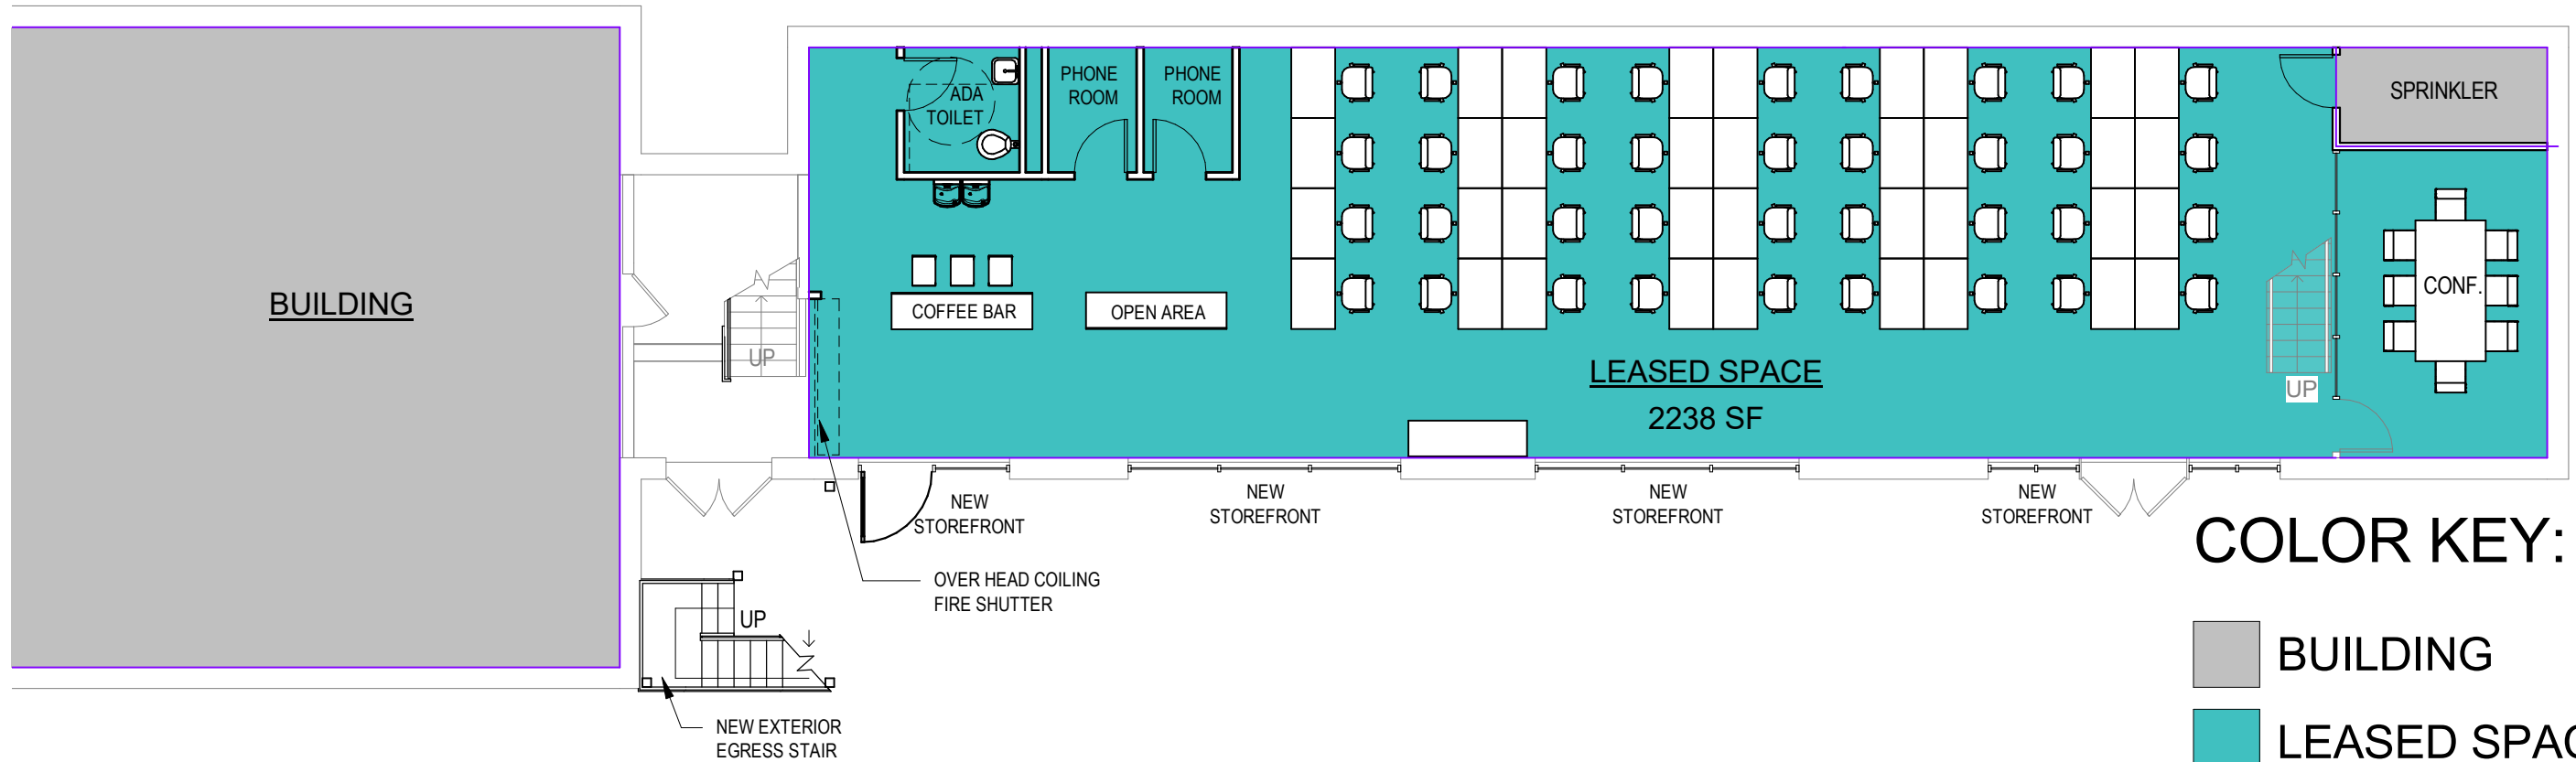 PHONE
ROOM
PHONE
ROOM
ADA
TOILET
SPRINKLER
BUILDING
COFFEE BAR
OPEN AREA
CONF.
UP
LEASED SPACE
2238 SF
UP
NEW
STOREFRONT
NEW
STOREFRONT
NEW
STOREFRONT
NEW
STOREFRONT
OVER HEAD COILING
FIRE SHUTTER
UP
NEW EXTERIOR
EGRESS STAIR
COLOR KEY:
BUILDING
LEASED SPAC